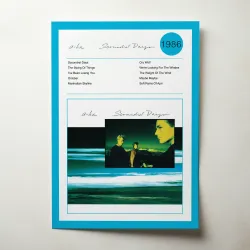 a-ha Scoundrel Days
1986
Scoundrel Days
The Swing Of Things
I've Been Losing You
October
Manhattan Skyline
Cry Wolf
We're Looking For The Whales
The Weight Of The Wind
Maybe Maybe
Soft Rains Of April
a-ha Scoundrel Days